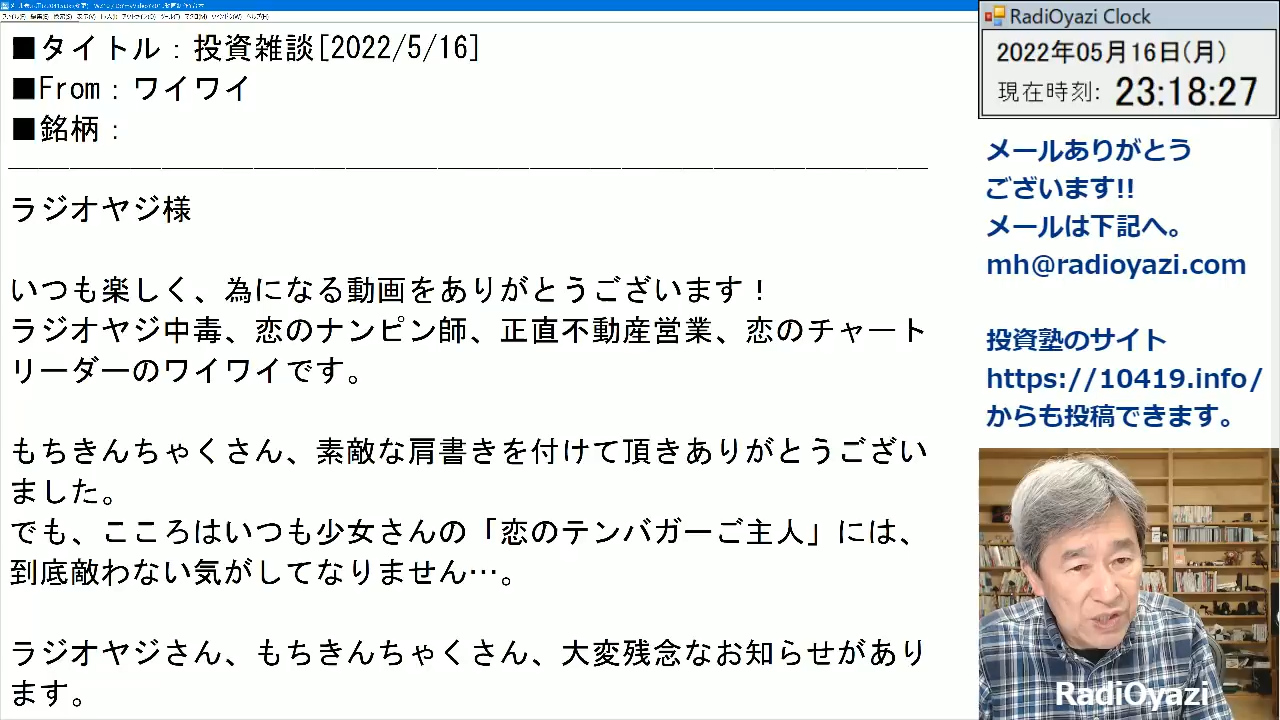 ■タイトル：投資雑談[2022/5/16]
■From：ワイワイ
■銘柄：
ラジオヤジ様
いつも楽しく、為になる動画をありがとうございます！
ラジオヤジ中毒、恋のナンピン師、正直不動産営業、恋のチャート
リーダーのワイワイです。
もちきんちゃくさん、素敵な肩書きを付けて頂きありがとうござい
ました。
でも、こころはいつも少女さんの「恋のテンバガーご主人」には、
到底敵わない気がしてなりません…。
ラジオヤジさん、もちきんちゃくさん、大変残念なお知らせがあり
ます。
RadiOyazi Clock
2022年05月16日(月)
現在時刻: 23:18:27
メールありがとう
ございます!!
メールは下記へ。
mh@radioyazi.com
投資塾のサイト
https://10419.info/
からも投稿できます。
RadiOyazi